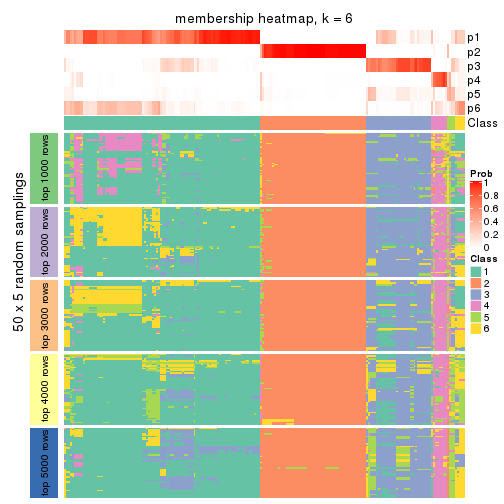 membership heatmap, k = 6
p1
p2
p3
p4
p5
p6
Class
50 x 5 random samplings
top 1000 rows
top 2000 rows
top 3000 rows
top 4000 rows
top 5000 rows
Prob
1
0.8
0.6
0.4
0.2
0
Class
1
2
3
4
5
6